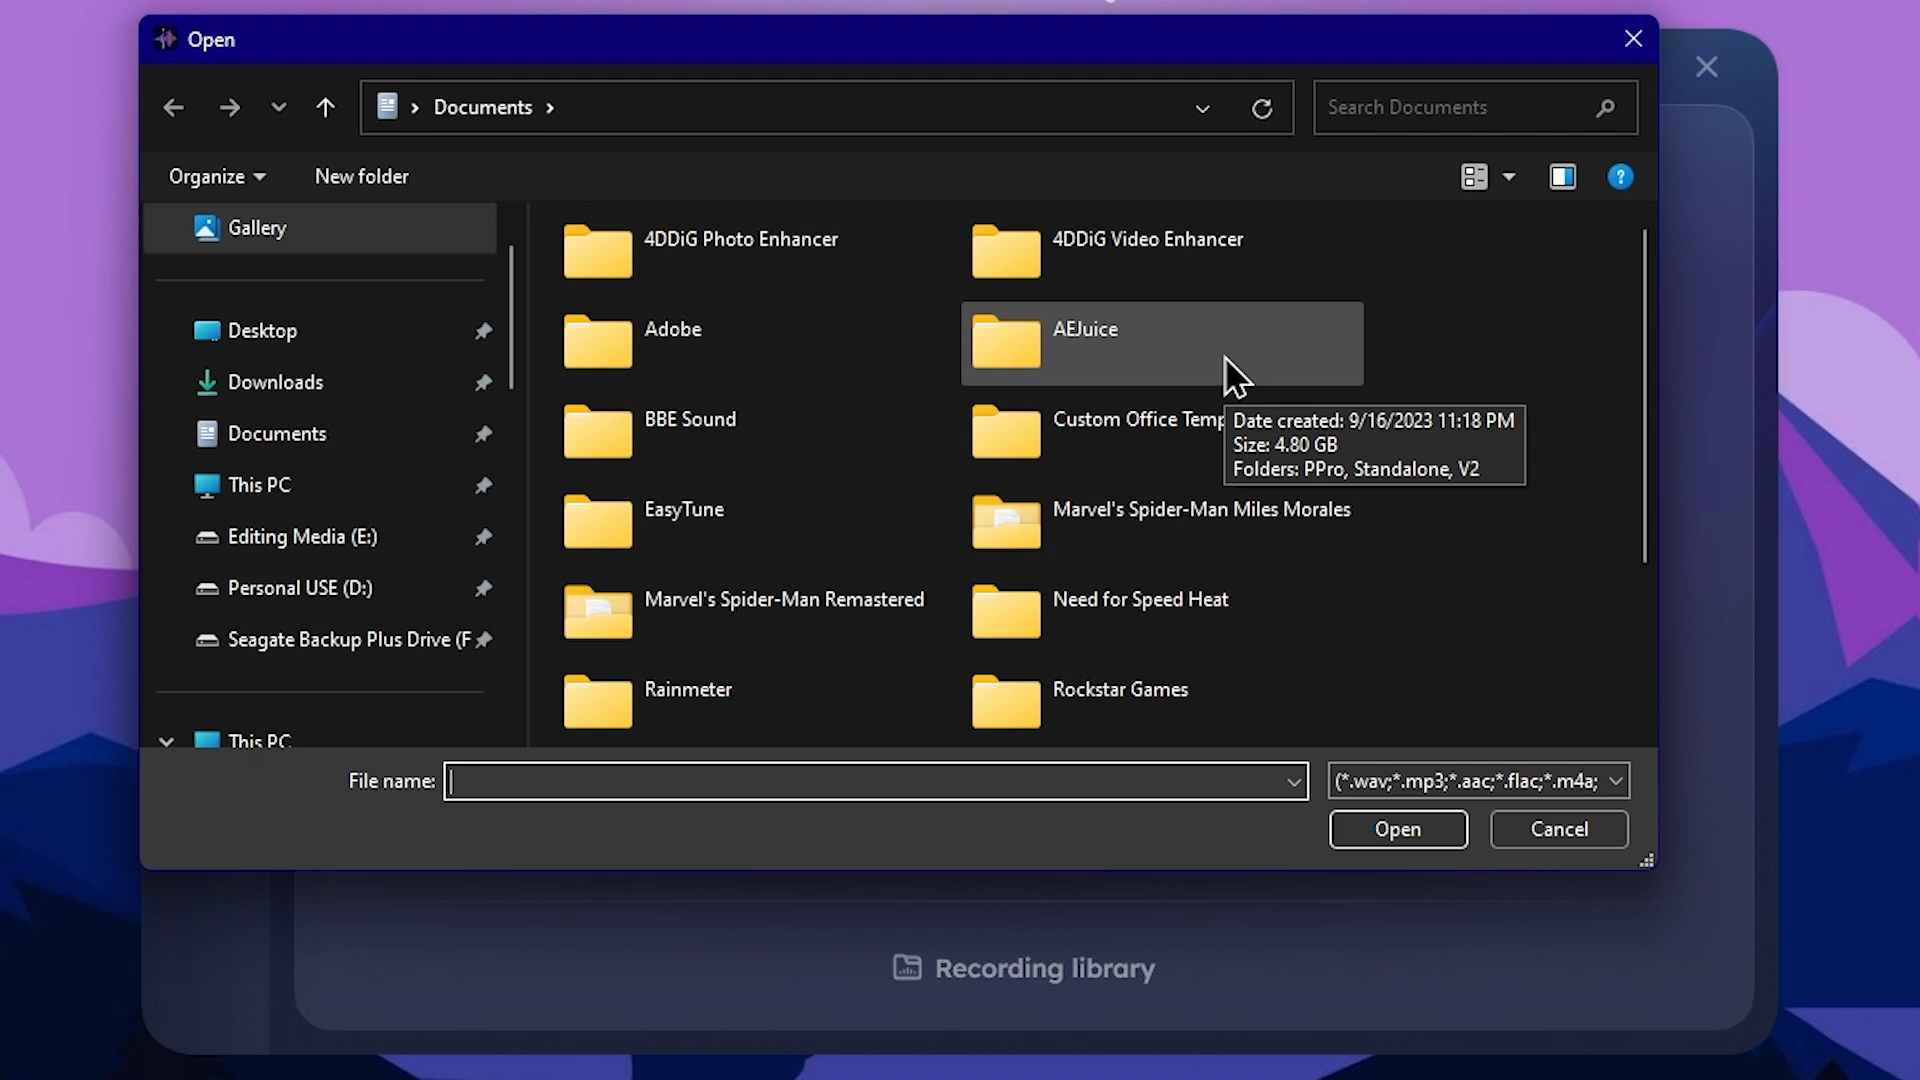 Open
Documents
Search Documents
Organize
New folder
Gallery
Desktop
Downloads
Documents
This PC
Editing Media (E:)
Personal USE (D:)
Seagate Backup Plus Drive (F
This PC
4DDiG Photo Enhancer
4DDiG Video Enhancer
Adobe
AEJuice
BBE Sound
Custom Office Temp
Date created: 9/16/2023 11:18 PM
Size: 4.80 GB
Folders: PPro, Standalone, V2
EasyTune
Marvel's Spider-Man Miles Morales
Marvel's Spider-Man Remastered
Need for Speed Heat
Rainmeter
Rockstar Games
File name:
(*.wav;*.mp3;*.aac;*.flac;*.m4a;
Open
Cancel
Recording library